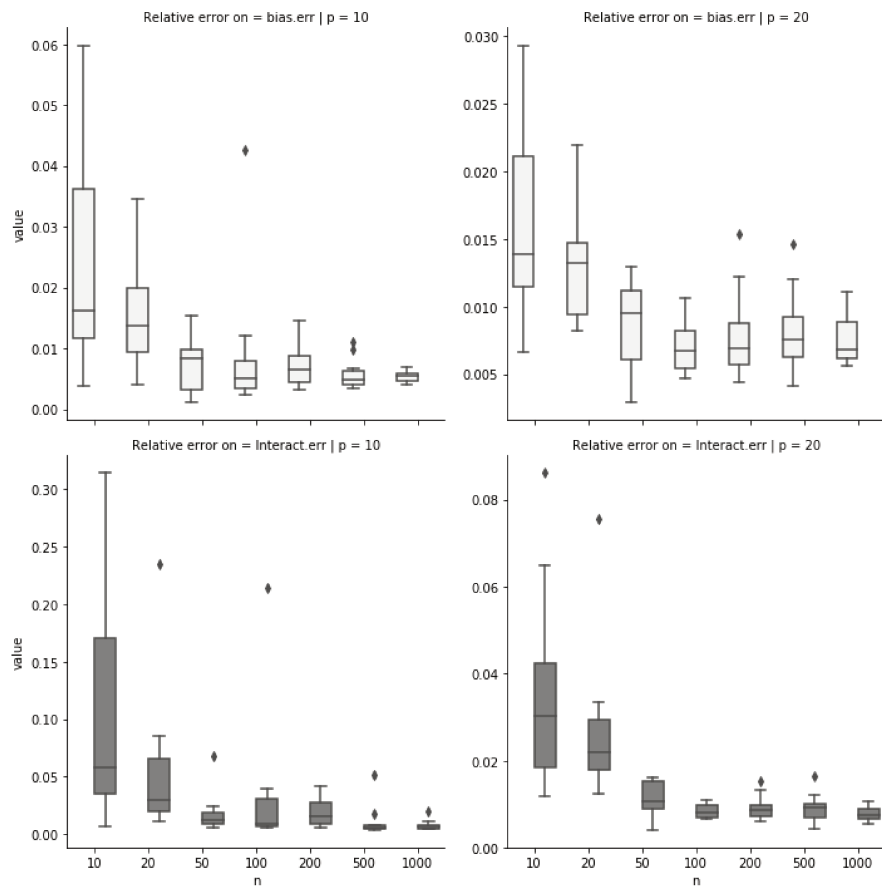 Relative error on = bias.err | p = 10
0.06
0.05
0.04
0.03
0.02
0.01
0.00
value
Relative error on = bias.err | p = 20
0.030
0.025
0.020
0.015
0.010
0.005
Relative error on = Interact.err | p = 10
0.30
0.25
0.20
0.15
0.10
0.05
0.00
value
10 20 50 100 200 500 1000
n
Relative error on = Interact.err | p = 20
0.08
0.06
0.04
0.02
0.00
10 20 50 100 200 500 1000
n